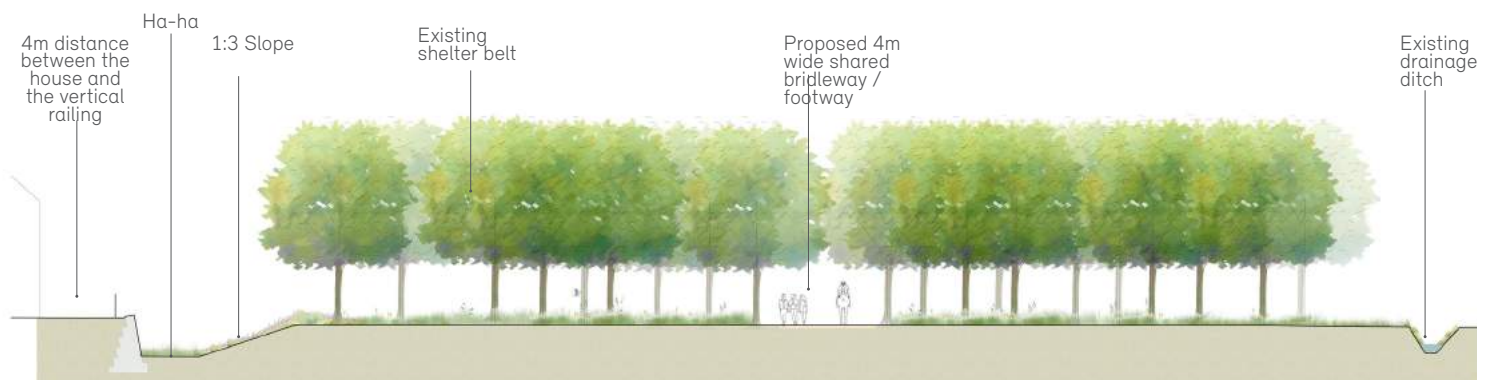 4m distance
between the
house and
the vertical
railing
Ha-ha
1:3 Slope
Existing
shelter belt
Proposed 4m
wide shared
bridleway /
footway
Existing
drainage
ditch